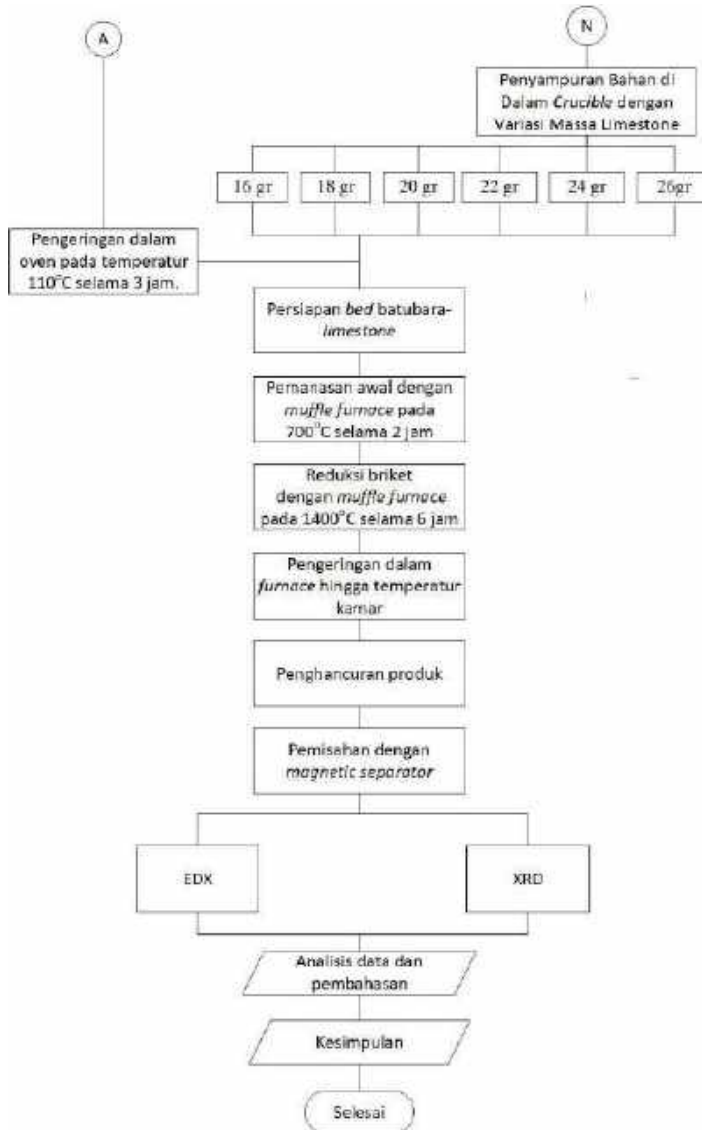 A
N
Penyampuran Bahan di
Dalam Crucible dengan
Variasi Massa Limestone
16 gr
18 gr
20 gr
22 gr
24 gr
26gr
Pengeringan dalam
oven pada temperatur
110°C selama 3 jam.
Persiapan bed batubara-
limestone
Pemanasan awal dengan
muffle furnace pada
700°C selama 2 jam
Reduksi briket
dengan muffle furnace
pada 1400°C selama 6 jam
Pengeringan dalam
furnace hingga temperatur
kamar
Penghancuran produk
Pemisahan dengan
magnetic separator
EDX
XRD
Analisis data dan
pembahasan
Kesimpulan
Selesai